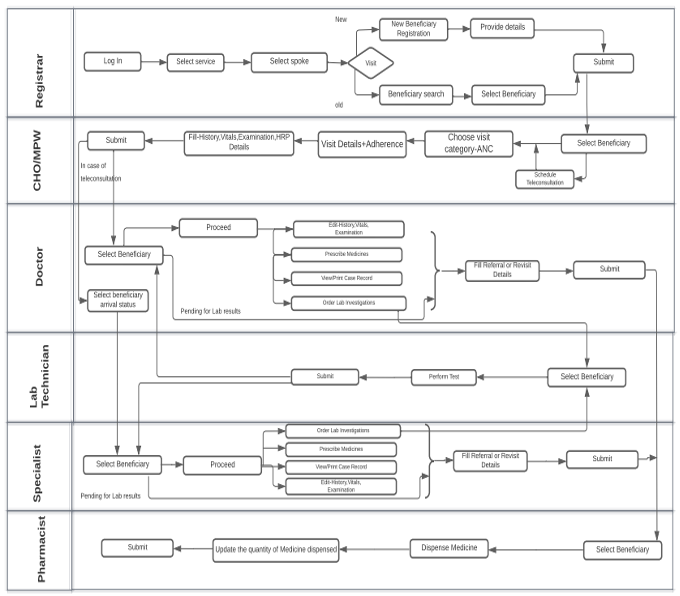 Registrar
New
New Beneficiary
Registration
Provide details
Log In
Select service
Select spoke
Visit
Submit
Beneficiary search
Select Beneficiary
old
CHO/MPW
Submit
Fill-History,Vitals,Examination,HRP
Details
Visit Details+Adherence
Choose visit
category-ANC
Select Beneficiary
In case of
teleconsultation
Schedule
Teleconsultation
Doctor
Proceed
Edit-History,Vitals,
Examination
Select Beneficiary
Prescribe Medicines
Fill Referral or Revisit
Details
Submit
View/Print Case Record
Select beneficiary
arrival status
Order Lab Investigations
Pending for Lab results
Lab
Technician
Submit
Perform Test
Select Beneficiary
Specialist
Order Lab Investigations
Prescribe Medicines
Select Beneficiary
Proceed
View/Print Case Record
Fill Referral or Revisit
Details
Submit
Edit-History,Vitals,
Examination
Pending for Lab results
Pharmacist
Submit
Update the quantity of Medicine dispensed
Dispense Medicine
Select Beneficiary